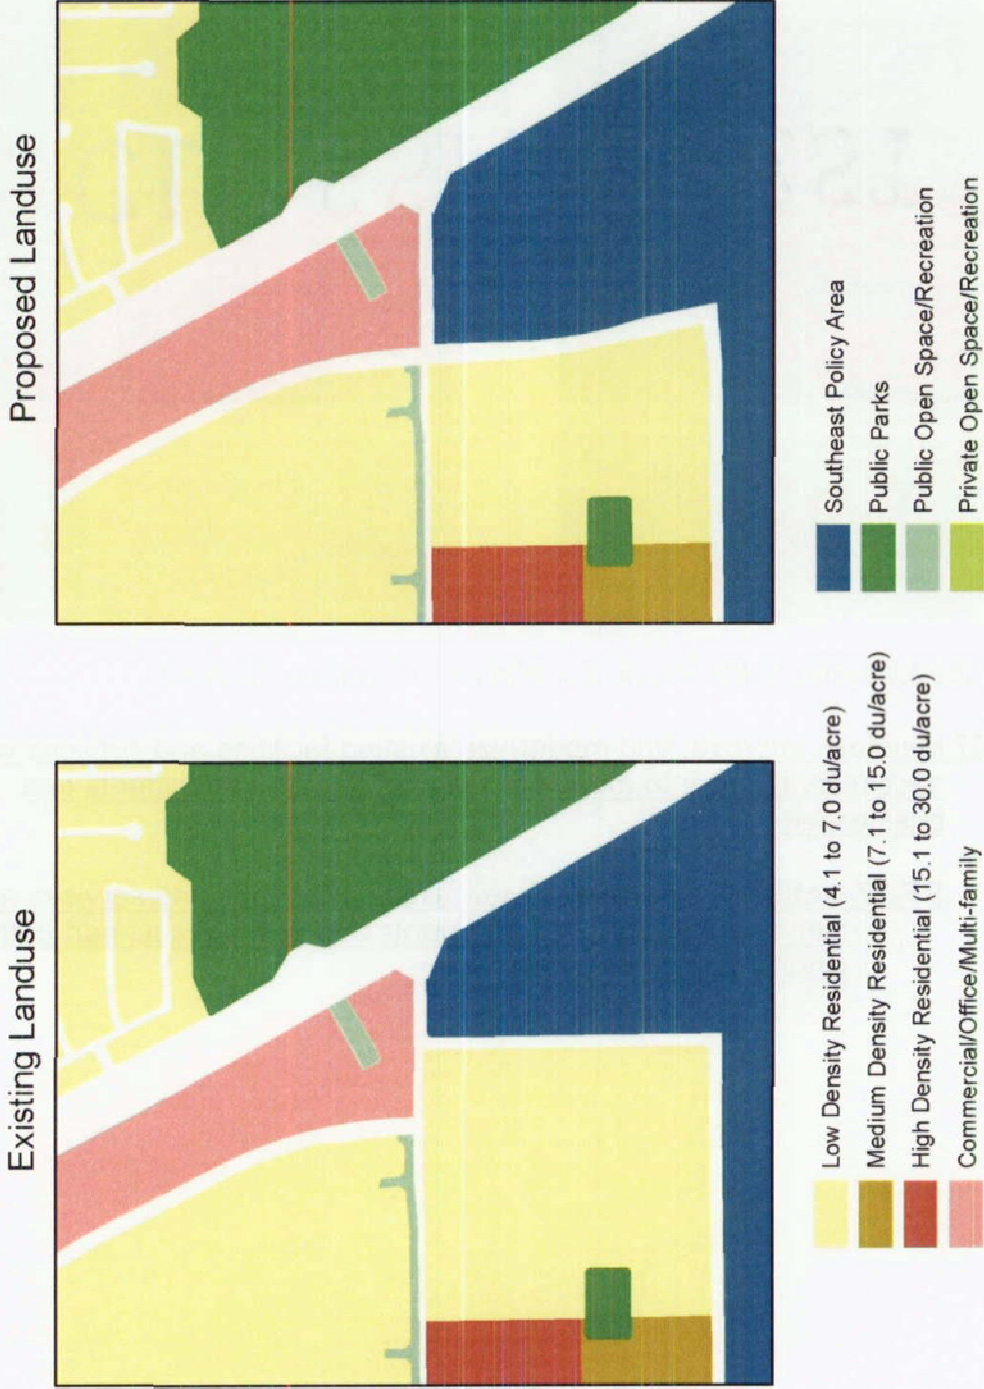 Existing Landuse
Proposed Landuse
Low Density Residential (4.1 to 7.0 du/acre)
Medium Density Residential (7.1 to 15.0 du/acre)
High Density Residential (15.1 to 30.0 du/acre)
Commercial/Office/Multi-family
Southeast Policy Area
Public Parks
Public Open Space/Recreation
Private Open Space/Recreation